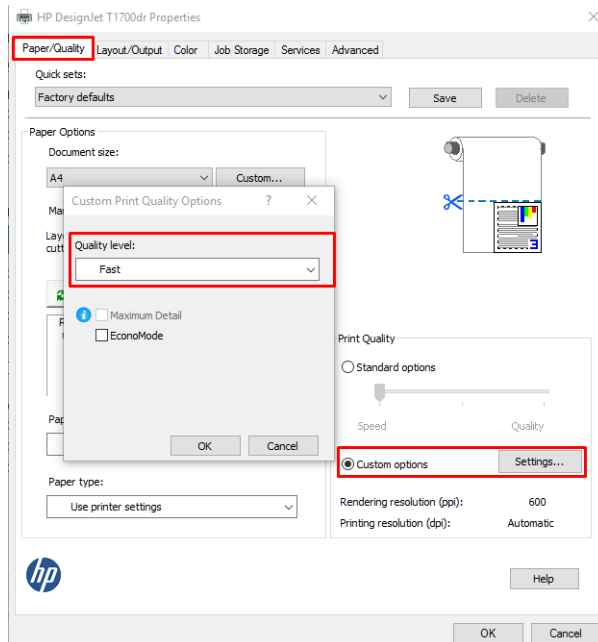 HP DesignJet T1700dr Properties
Paper/Quality Layout/Output Color Job Storage Services Advanced
Quick sets:
Factory defaults Save Delete
Paper Options
Document size:
A4 Custom...
Custom Print Quality Options ? ×
Quality level:
Fast
Maximum Detail
EconoMode
OK Cancel
Print Quality
Standard options
Speed Quality
Custom options Settings...
Paper type:
Use printer settings
Rendering resolution (ppi): 600
Printing resolution (dpi): Automatic
hp
Help
OK Cancel